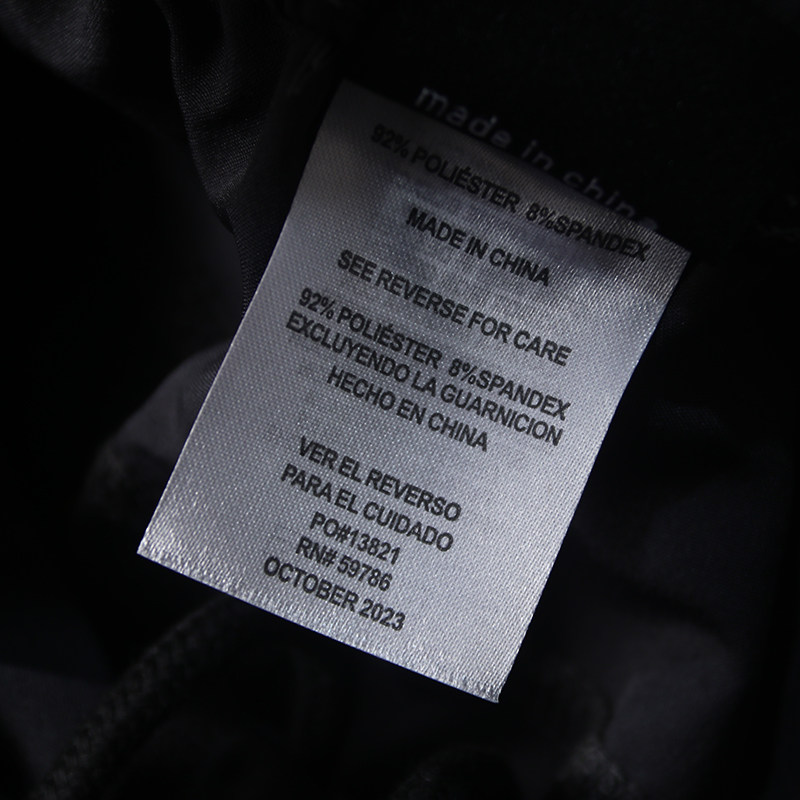 made in china
92% POLIÉSTER 8%SPANDEX
MADE IN CHINA
SEE REVERSE FOR CARE
92% POLIÉSTER 8%SPANDEX
EXCLUYENDO LA GUARNICION
HECHO EN CHINA
VER EL REVERSO
PARA EL CUIDADO
PO#13821
RN# 59786
OCTOBER 2023